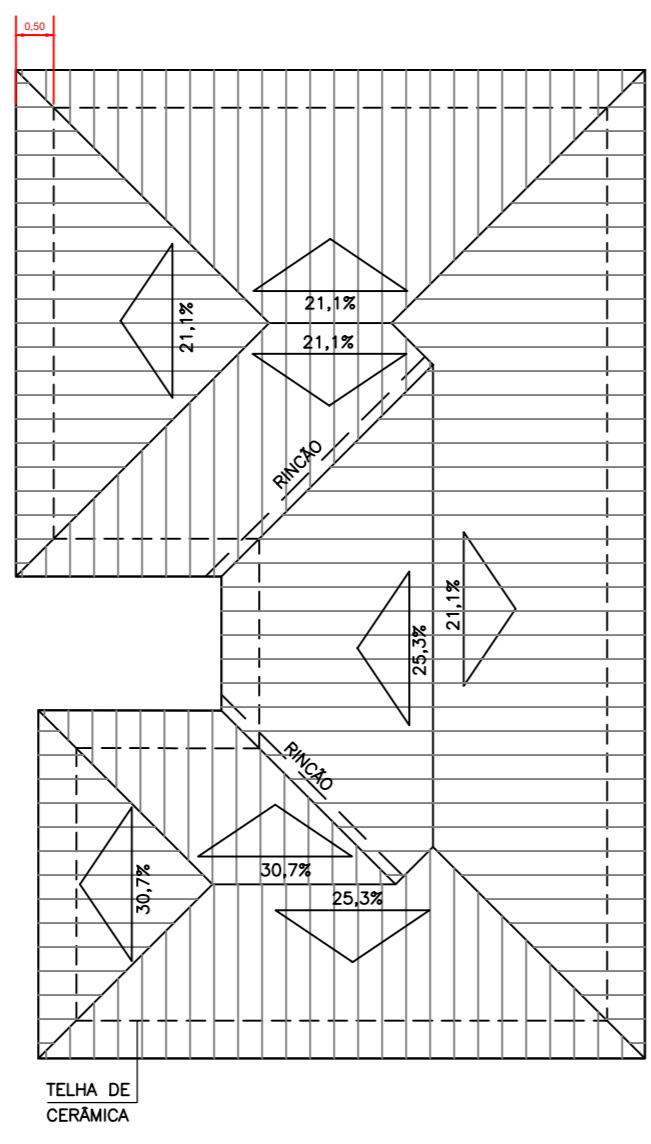 0,50
21,1%
21,1%
21,1%
RINCÃO
21,1%
25,3%
RINCÃO
30,7%
30,7%
25,3%
TELHA DE
CERÂMICA